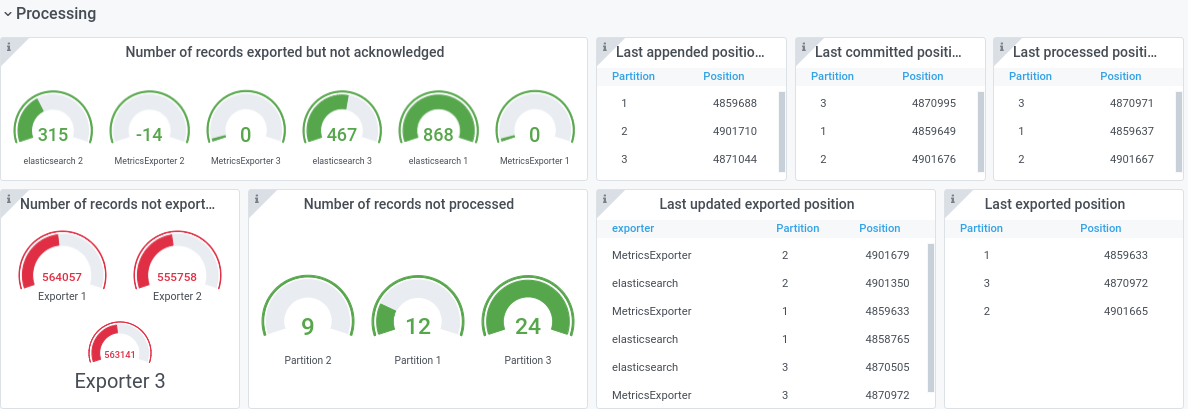 Processing
Number of records exported but not acknowledged
315
-14
0
467
868
0
elasticsearch 2
MetricsExporter 2
MetricsExporter 3
elasticsearch 3
elasticsearch 1
MetricsExporter 1
Last appended positio...
Partition Position
1 4859688
2 4901710
3 4871044
Last committed positi...
Partition Position
3 4870995
1 4859649
2 4901676
Last processed positi...
Partition Position
3 4870971
1 4859637
2 4901667
Number of records not export...
564057
555758
Exporter 1
Exporter 2
563141
Exporter 3
Number of records not processed
9
12
24
Partition 2
Partition 1
Partition 3
Last updated exported position
exporter Partition Position
MetricsExporter 2 4901679
elasticsearch 2 4901350
MetricsExporter 1 4859633
elasticsearch 1 4858765
elasticsearch 3 4870505
MetricsExporter 3 4870972
Last exported position
Partition Position
1 4859633
3 4870972
2 4901665